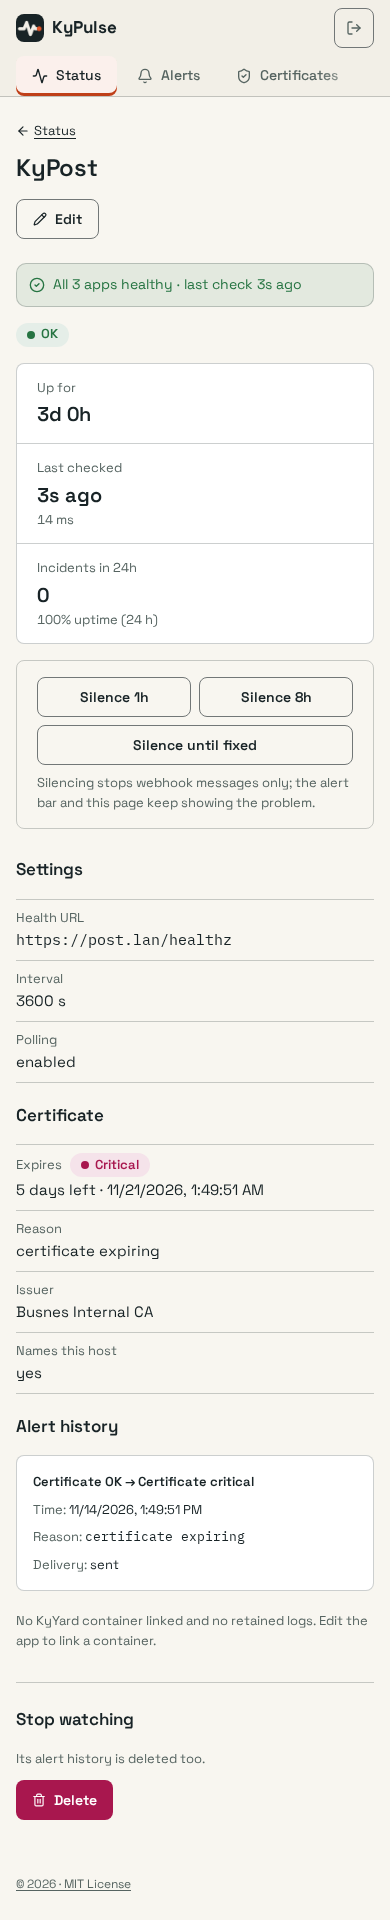 KyPulse
Status
Alerts
Certificates
Status
KyPost
Edit
All 3 apps healthy · last check 3s ago
OK
Up for
3d 0h
Last checked
3s ago
14 ms
Incidents in 24h
0
100% uptime (24 h)
Silence 1h
Silence 8h
Silence until fixed
Silencing stops webhook messages only; the alert
bar and this page keep showing the problem.
Settings
Health URL
https://post.lan/healthz
Interval
3600 s
Polling
enabled
Certificate
Expires
Critical
5 days left · 11/21/2026, 1:49:51 AM
Reason
certificate expiring
Issuer
Busnes Internal CA
Names this host
yes
Alert history
Certificate OK → Certificate critical
Time: 11/14/2026, 1:49:51 PM
Reason: certificate expiring
Delivery: sent
No KyYard container linked and no retained logs. Edit the
app to link a container.
Stop watching
Its alert history is deleted too.
Delete
© 2026 · MIT License